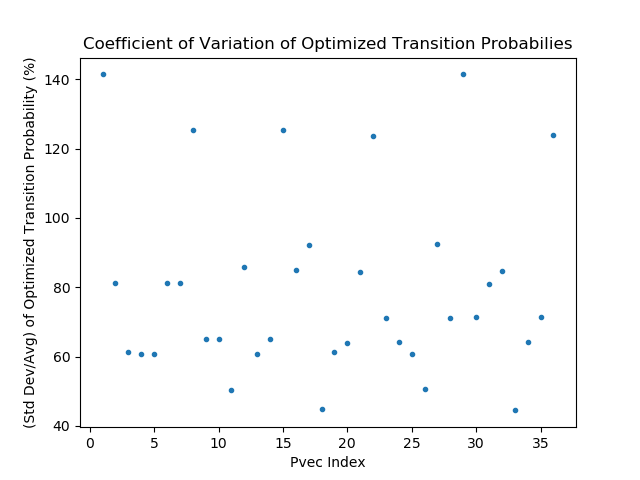 Coefficient of Variation of Optimized Transition Probabilies
(Std Dev/Avg) of Optimized Transition Probability (%)
140
120
100
80
60
40
0 5 10 15 20 25 30 35
Pvec Index